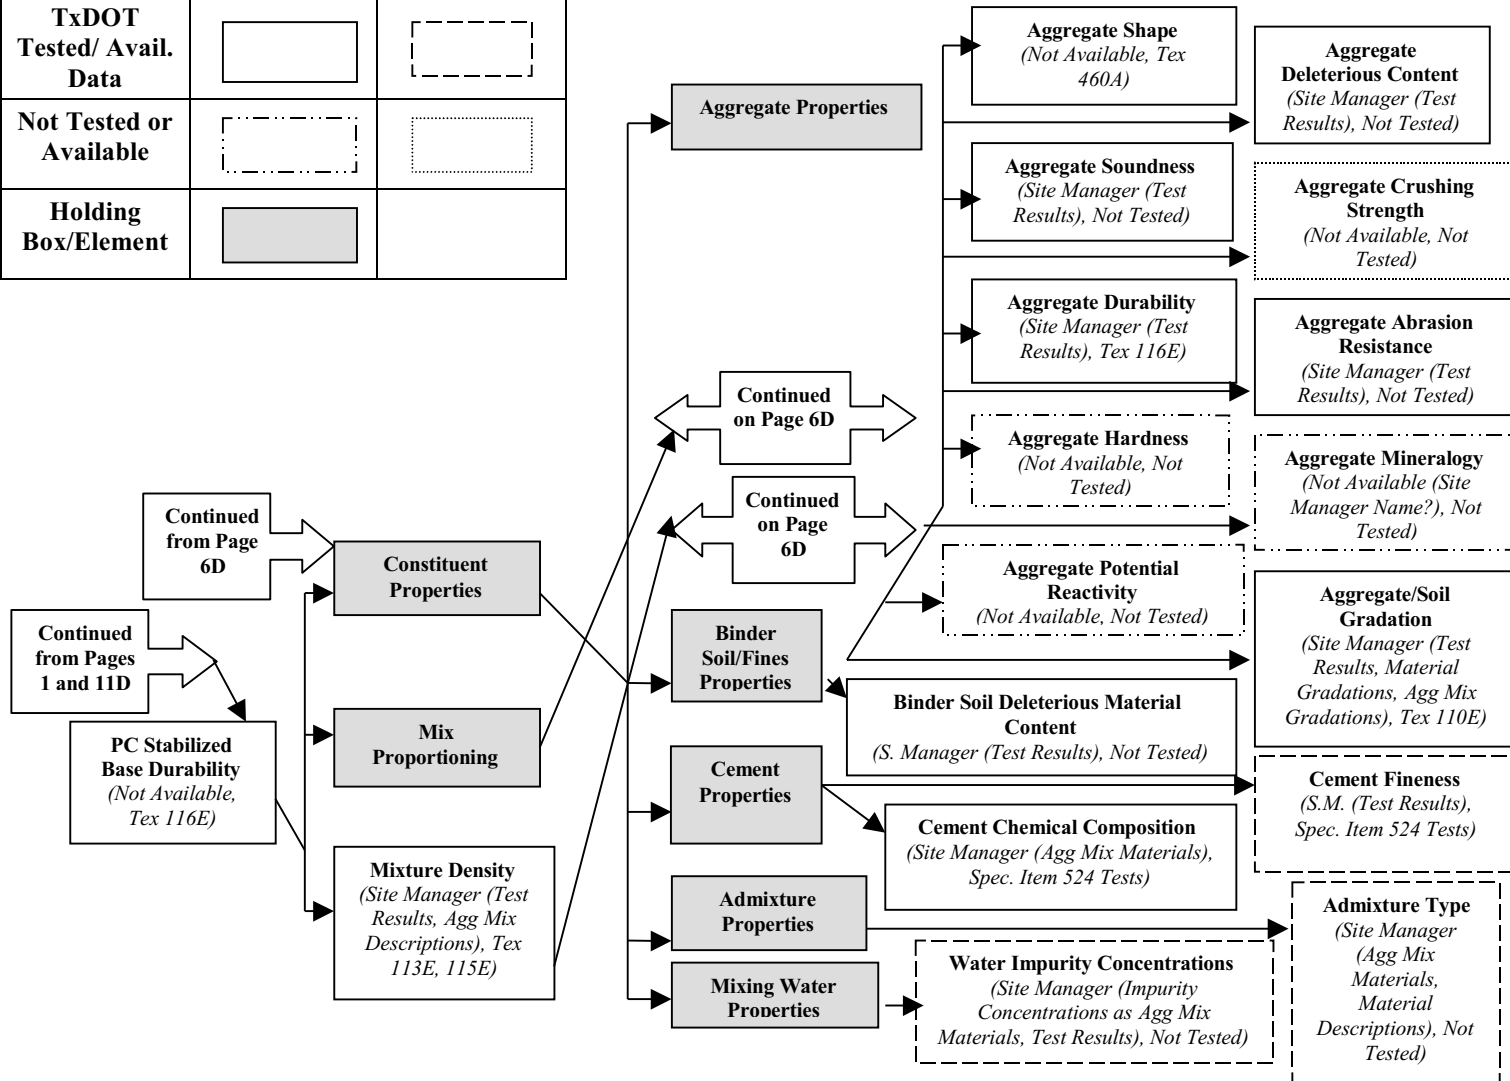 TxDOT
Tested/ Avail.
Data
Not Tested or
Available
Holding
Box/Element
Continued
from Page
6D
Continued
from Pages
1 and 11D
PC Stabilized
Base Durability
(Not Available,
Tex 116E)
Constituent
Properties
Mix
Proportioning
Mixture Density
(Site Manager (Test
Results, Agg Mix
Descriptions), Tex
113E, 115E)
Aggregate Properties
Continued
on Page 6D
Continued
on Page
6D
Binder
Soil/Fines
Properties
Cement
Properties
Admixture
Properties
Mixing Water
Properties
Aggregate Shape
(Not Available, Tex
460A)
Aggregate Soundness
(Site Manager (Test
Results), Not Tested)
Aggregate Durability
(Site Manager (Test
Results), Tex 116E)
Aggregate Hardness
(Not Available, Not
Tested)
Aggregate Potential
Reactivity
(Not Available, Not Tested)
Binder Soil Deleterious Material
Content
(S. Manager (Test Results), Not Tested)
Cement Chemical Composition
(Site Manager (Agg Mix Materials),
Spec. Item 524 Tests)
Water Impurity Concentrations
(Site Manager (Impurity
Concentrations as Agg Mix
Materials, Test Results), Not Tested)
Aggregate
Deleterious Content
(Site Manager (Test
Results), Not Tested)
Aggregate Crushing
Strength
(Not Available, Not
Tested)
Aggregate Abrasion
Resistance
(Site Manager (Test
Results), Not Tested)
Aggregate Mineralogy
(Not Available (Site
Manager Name?), Not
Tested)
Aggregate/Soil
Gradation
(Site Manager (Test
Results, Material
Gradations, Agg Mix
Gradations), Tex 110E)
Cement Fineness
(S.M. (Test Results),
Spec. Item 524 Tests)
Admixture Type
(Site Manager
(Agg Mix
Materials,
Material
Descriptions), Not
Tested)